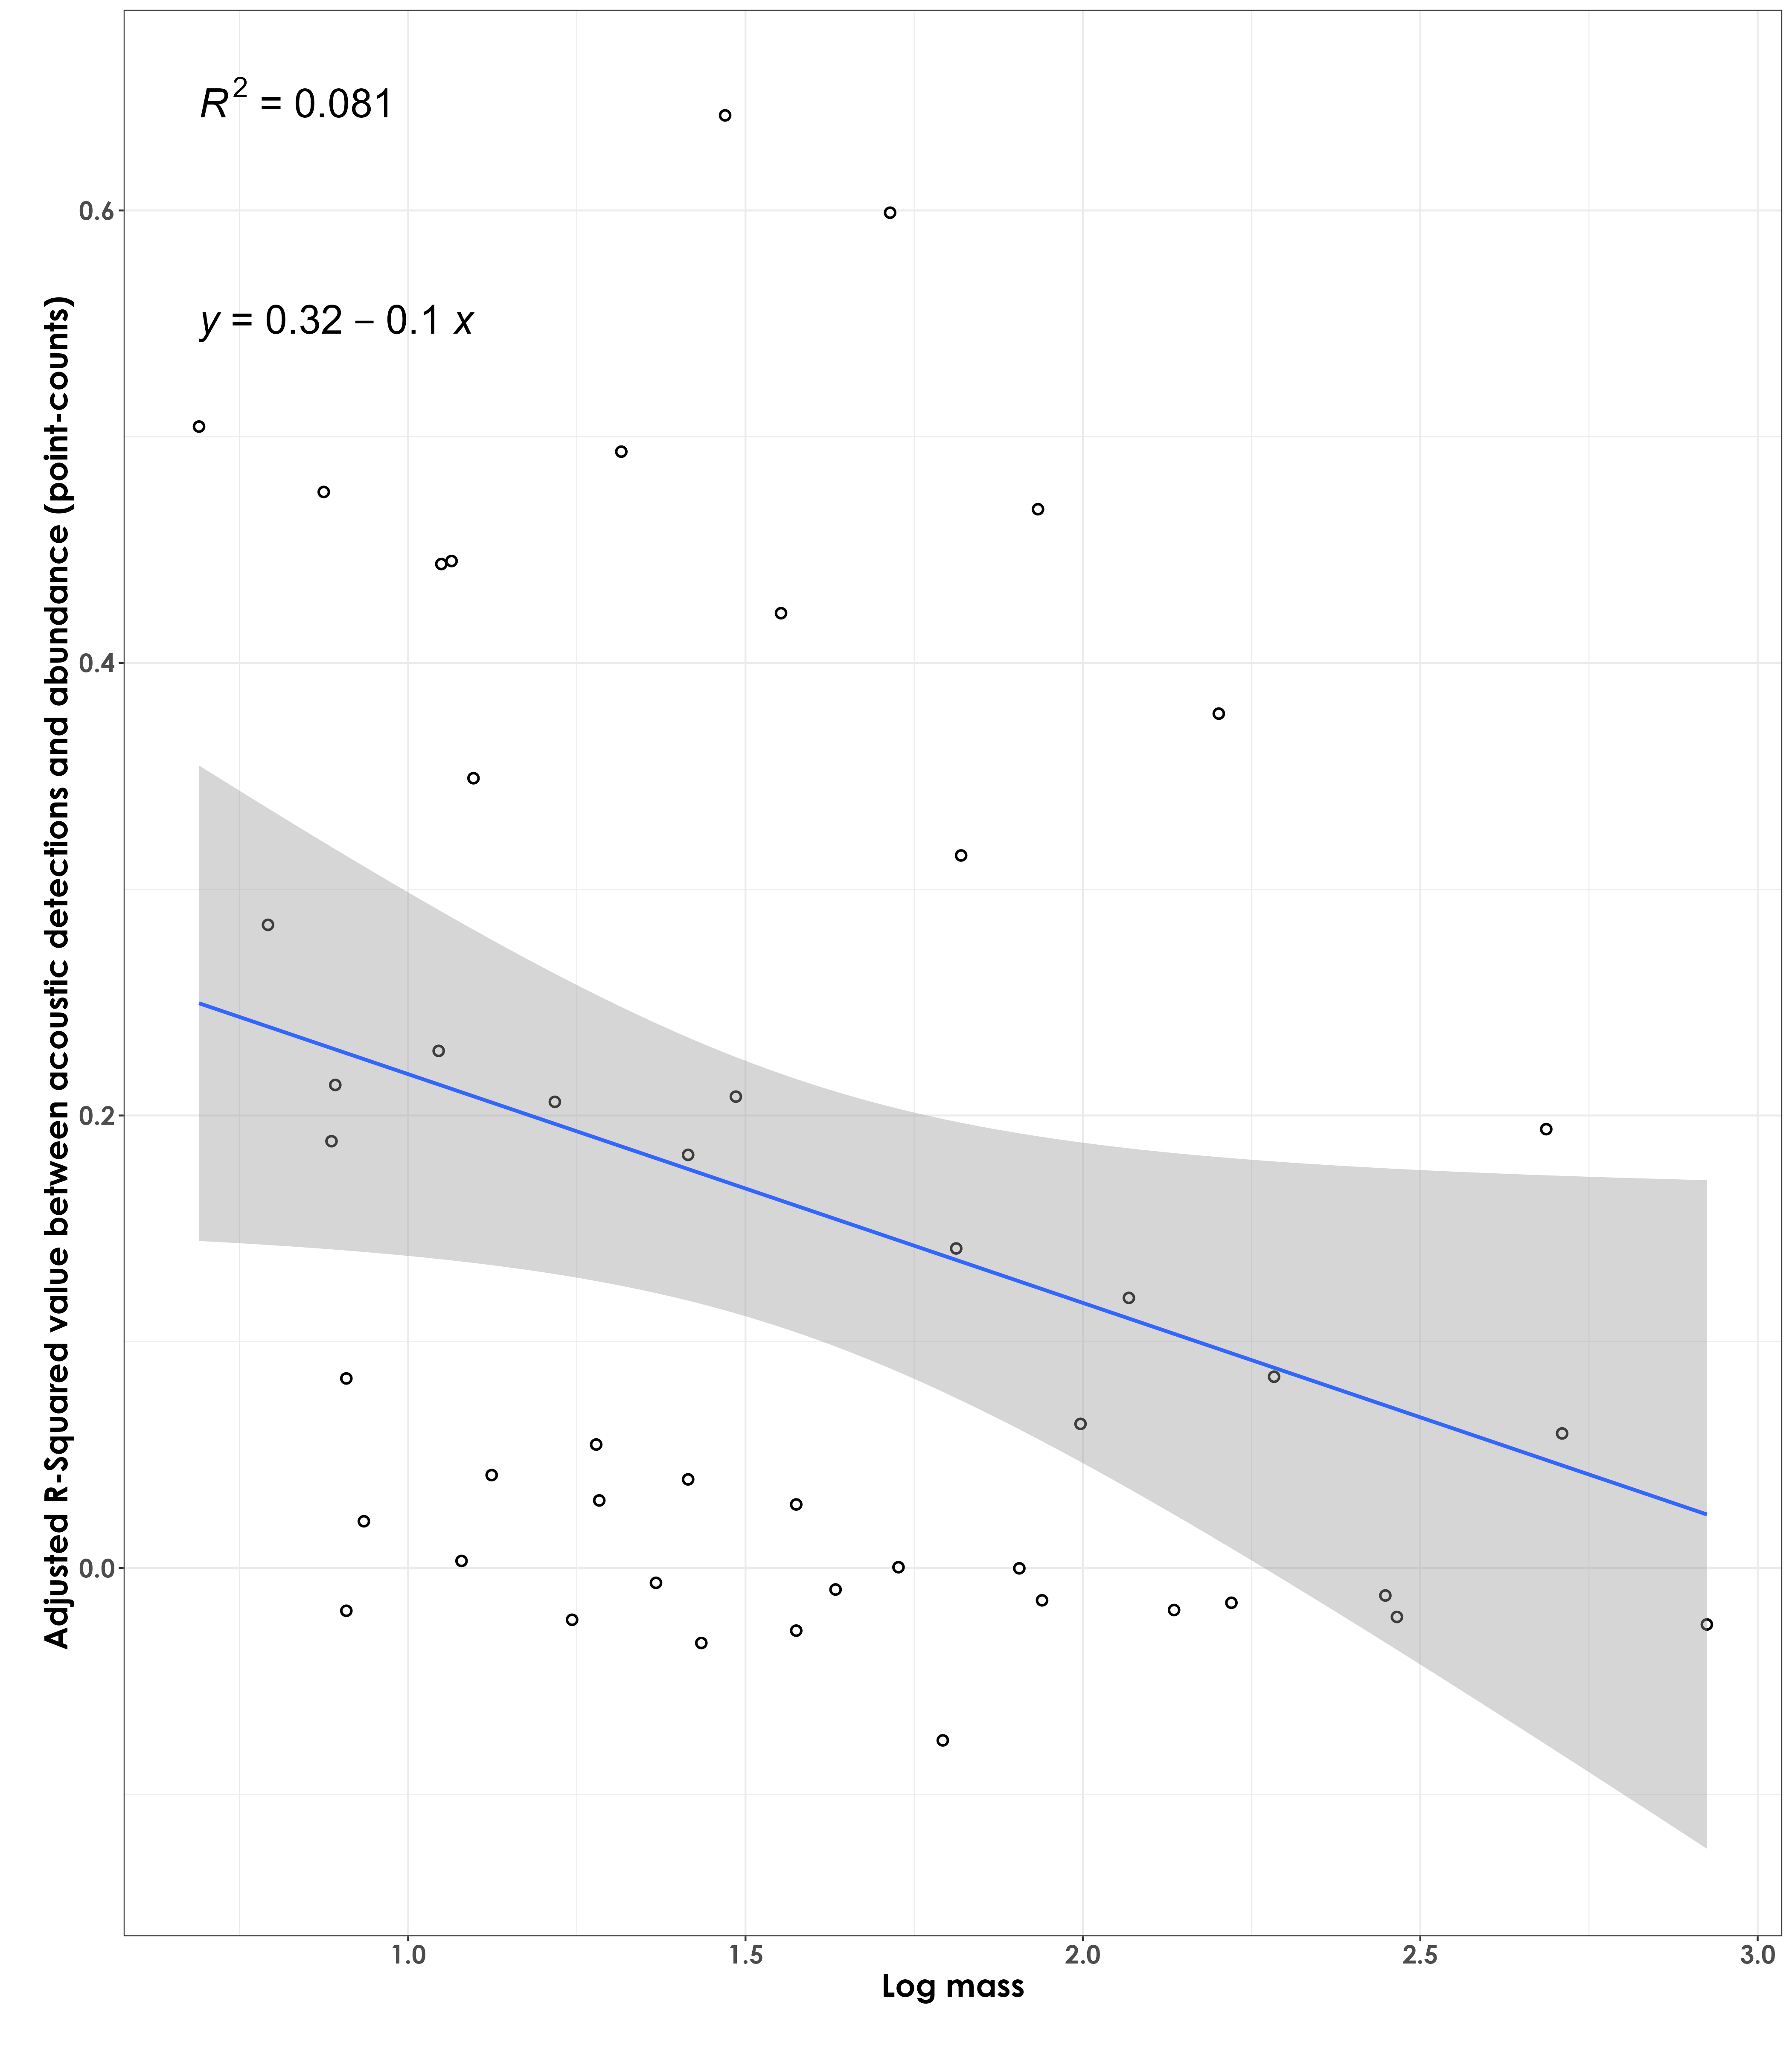 R² = 0.081
y = 0.32 – 0.1 x
Adjusted R-Squared value between acoustic detections and abundance (point-counts)
0.6
0.4
0.2
0.0
1.0 1.5 2.0 2.5 3.0
Log mass